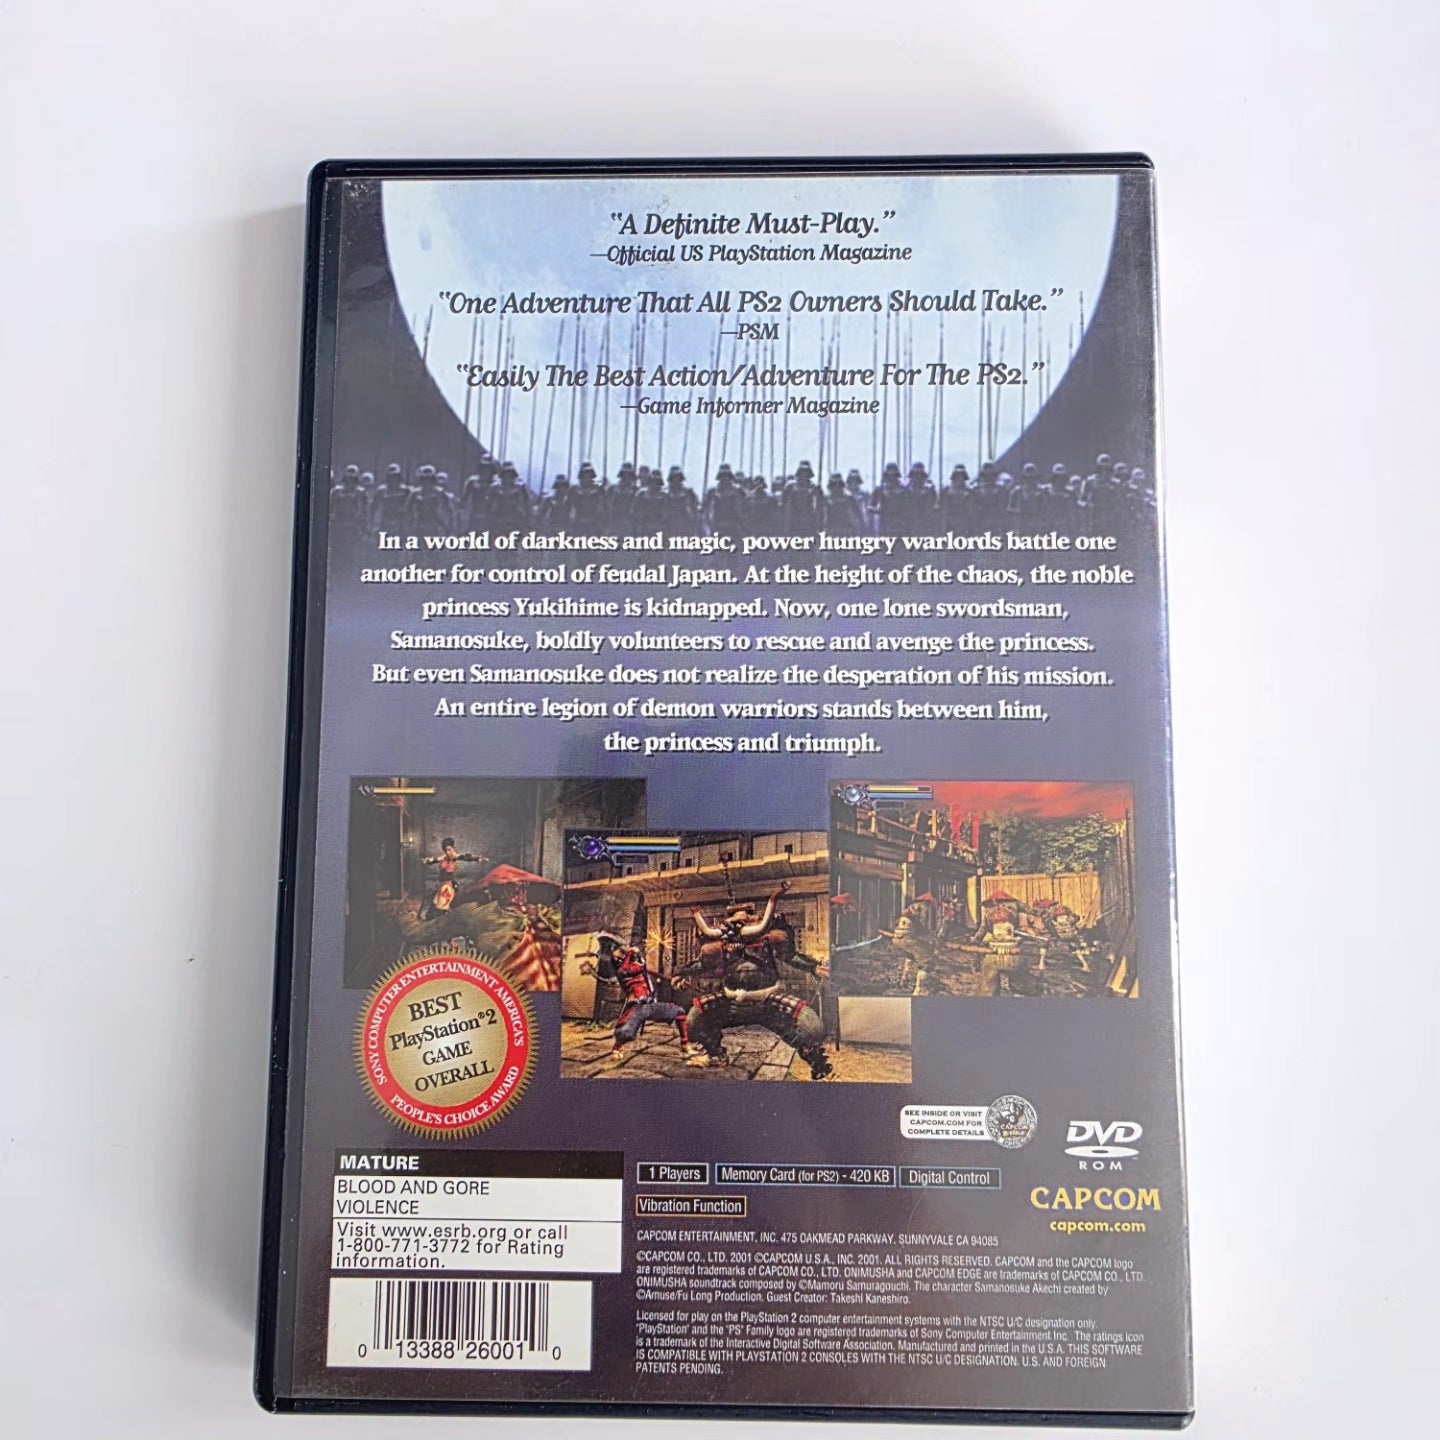 “A Definite Must-Play.”
—Official US PlayStation Magazine
“One Adventure That All PS2 Owners Should Take.”
—PSM
“Easily The Best Action/Adventure For The PS2.”
—Game Informer Magazine
In a world of darkness and magic, power hungry warlords battle one
another for control of feudal Japan. At the height of the chaos, the noble
princess Yukihime is kidnapped. Now, one lone swordsman,
Samanosuke, boldly volunteers to rescue and avenge the princess.
But even Samanosuke does not realize the desperation of his mission.
An entire legion of demon warriors stands between him,
the princess and triumph.
SONY COMPUTER ENTERTAINMENT AMERICA'S
BEST
PlayStation®2
GAME
OVERALL
PEOPLE'S CHOICE AWARD
SEE INSIDE OR VISIT
CAPCOM.COM FOR
COMPLETE DETAILS
CAPCOM
DVD
ROM
MATURE
BLOOD AND GORE
VIOLENCE
Visit www.esrb.org or call
1-800-771-3772 for Rating
information.
1 Players
Memory Card (for PS2) - 420 KB
Digital Control
Vibration Function
CAPCOM
capcom.com
CAPCOM ENTERTAINMENT, INC. 475 OAKMEAD PARKWAY, SUNNYVALE CA 94085
©CAPCOM CO., LTD. 2001 ©CAPCOM U.S.A., INC. 2001. ALL RIGHTS RESERVED. CAPCOM and the CAPCOM logo
are registered trademarks of CAPCOM CO., LTD. ONIMUSHA and CAPCOM EDGE are trademarks of CAPCOM CO., LTD.
ONIMUSHA soundtrack composed by ©Mamoru Samuragouchi. The character Samanosuke Akechi created by
©Amuse/Fu Long Production. Guest Creator: Takeshi Kaneshiro.
Licensed for play on the PlayStation 2 computer entertainment systems with the NTSC U/C designation only.
"PlayStation" and the "PS" Family logo are registered trademarks of Sony Computer Entertainment Inc. The ratings icon
is a trademark of the Interactive Digital Software Association. Manufactured and printed in the U.S.A. THIS SOFTWARE
IS COMPATIBLE WITH PLAYSTATION 2 CONSOLES WITH THE NTSC U/C DESIGNATION. U.S. AND FOREIGN
PATENTS PENDING.
0 13388 26001 0